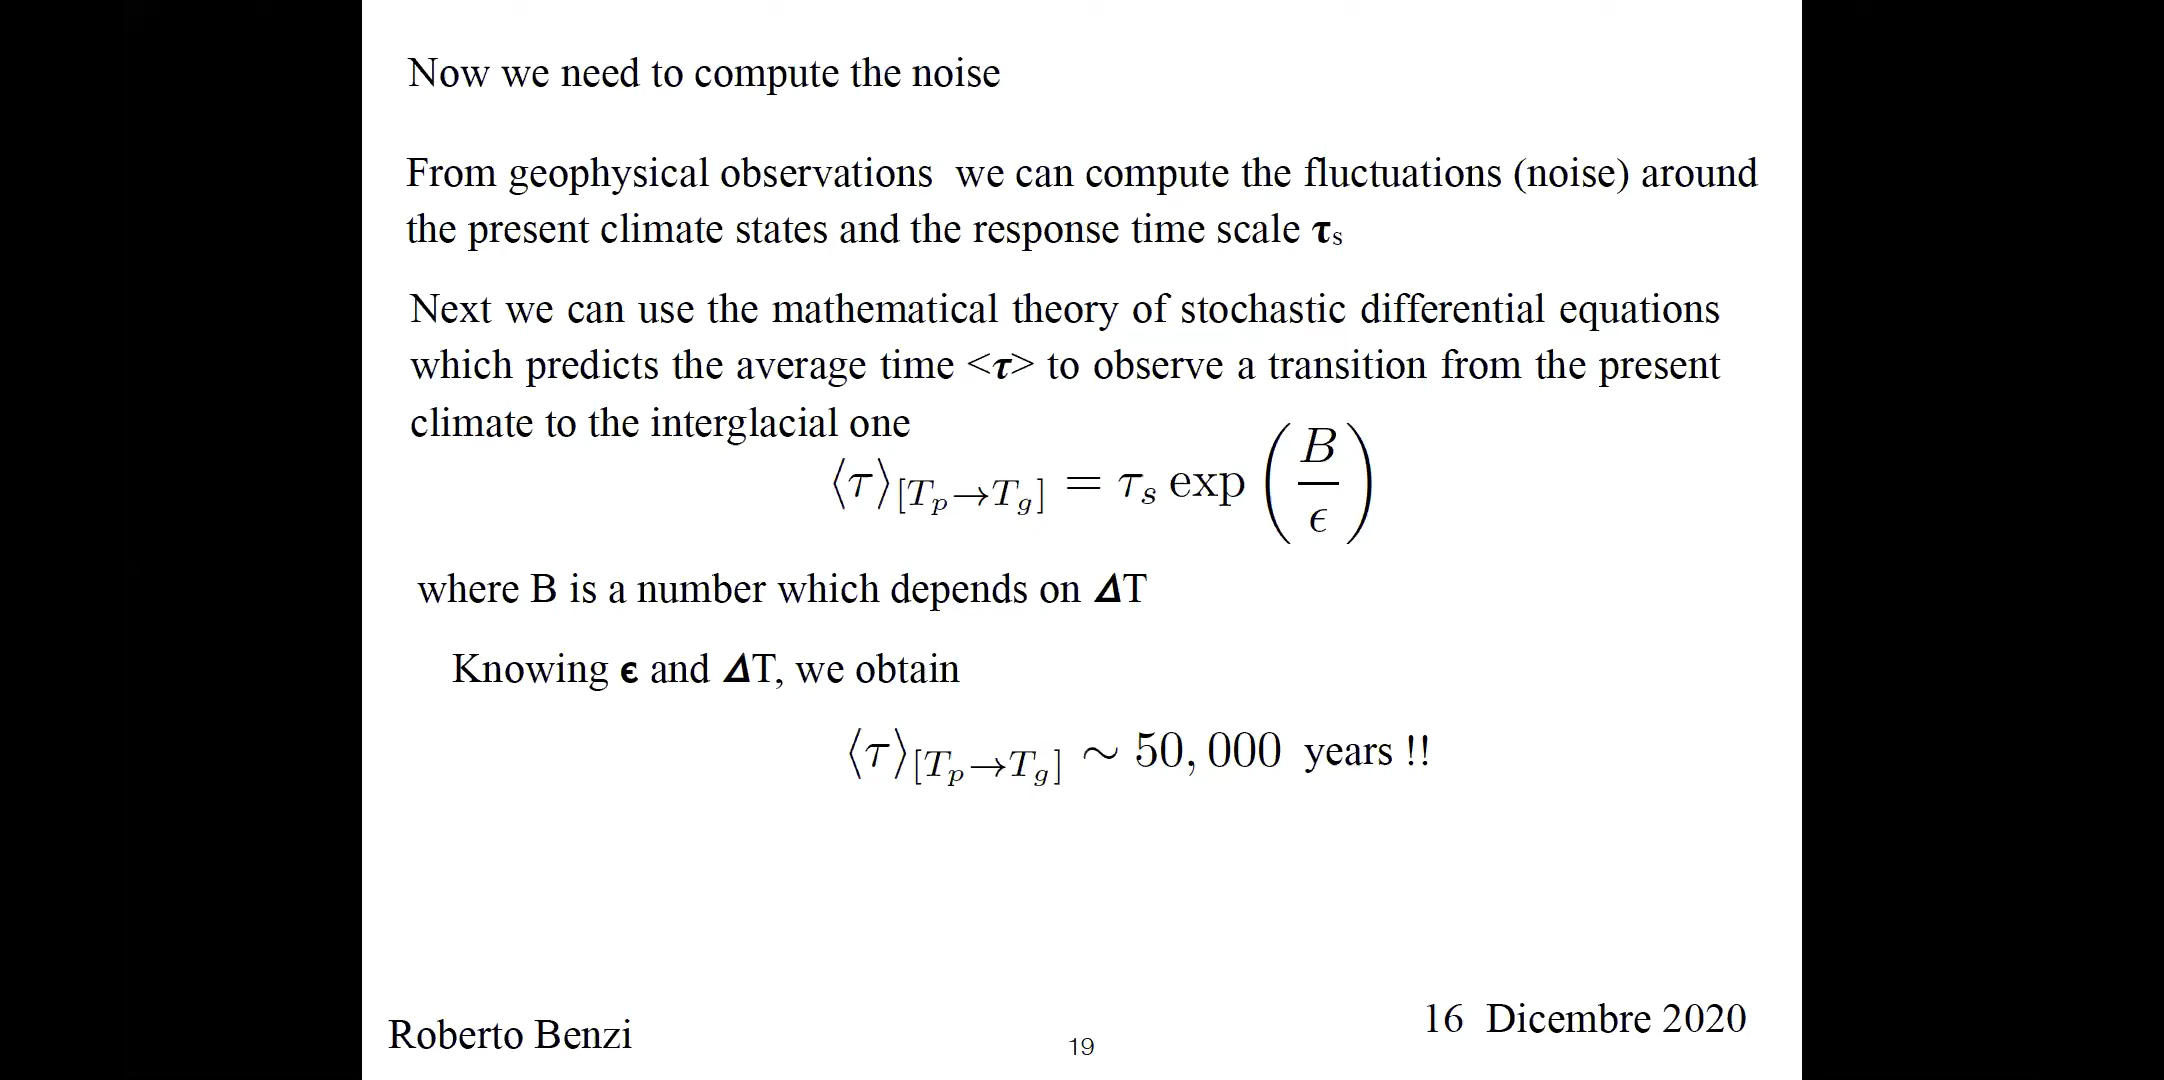 Now we need to compute the noise
From geophysical observations we can compute the fluctuations (noise) around
the present climate states and the response time scale τs
Next we can use the mathematical theory of stochastic differential equations
which predicts the average time <τ> to observe a transition from the present
climate to the interglacial one
⟨τ⟩[Tp→Tg] = τs exp (B/ϵ)
where B is a number which depends on ΔT
Knowing ϵ and ΔT, we obtain
⟨τ⟩[Tp→Tg] ∼ 50,000 years !!
Roberto Benzi
19
16 Dicembre 2020